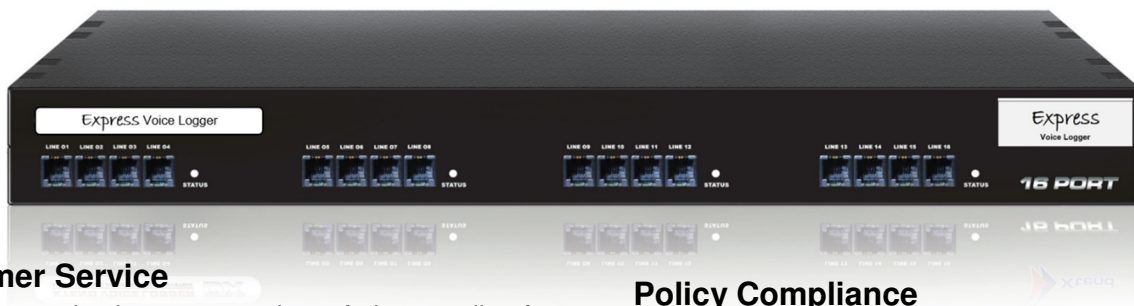 Express Voice Logger
Express
Voice Logger
LINE 01 LINE 02 LINE 03 LINE 04
LINE 05 LINE 06 LINE 07 LINE 08
LINE 09 LINE 10 LINE 11 LINE 12
LINE 13 LINE 14 LINE 15 LINE 16
STATUS
STATUS
STATUS
STATUS
16 PORT
mer Service
Policy Compliance